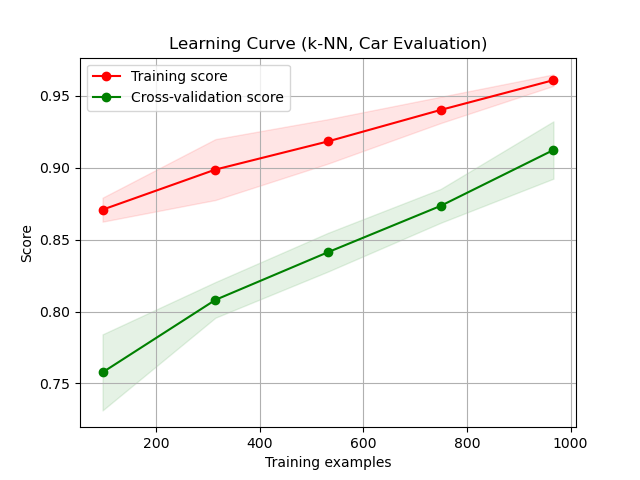 Learning Curve (k-NN, Car Evaluation)
Training score
Cross-validation score
0.95
0.90
0.85
0.80
0.75
Score
200
400
600
800
1000
Training examples